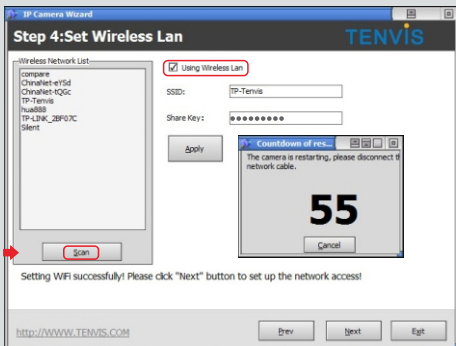 IP Camera Wizard
Step 4:Set Wireless Lan
TENVIS
Wireless Network List
compare
ChinaNet-eYSd
ChinaNet-tQGc
TP-Tenvis
hua888
TP-LINK_2BF07C
Silent
Using Wireless Lan
SSID:
TP-Tenvis
Share Key:
Apply
Countdown of res...
The camera is restarting, please disconnect th
network cable.
55
Cancel
Scan
Setting WiFi successfully! Please click "Next" button to set up the network access!
http://WWW.TENVIS.COM
Prev
Next
Exit